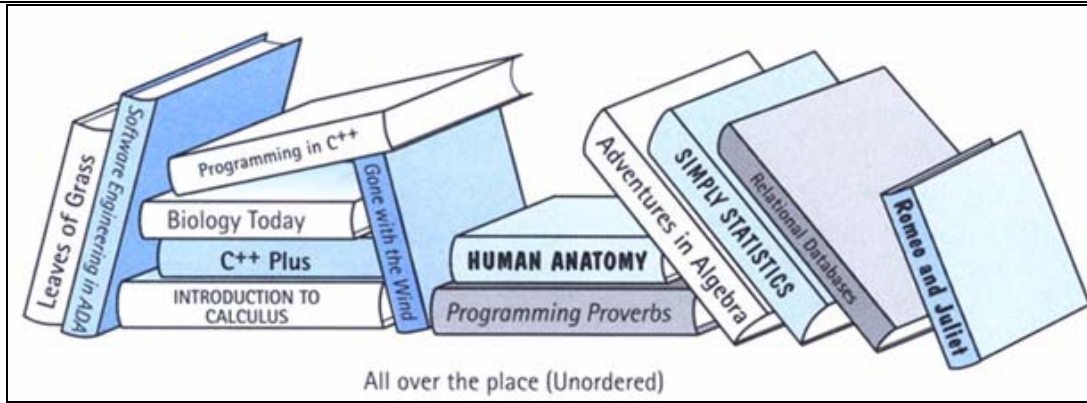 Leaves of Grass
Software Engineering in ADA
Programming in C++
Biology Today
C++ Plus
INTRODUCTION TO
CALCULUS
Gone with the Wind
HUMAN ANATOMY
Programming Proverbs
Adventures in Algebra
SIMPLY STATISTICS
Relational Databases
Romeo and Juliet
All over the place (Unordered)